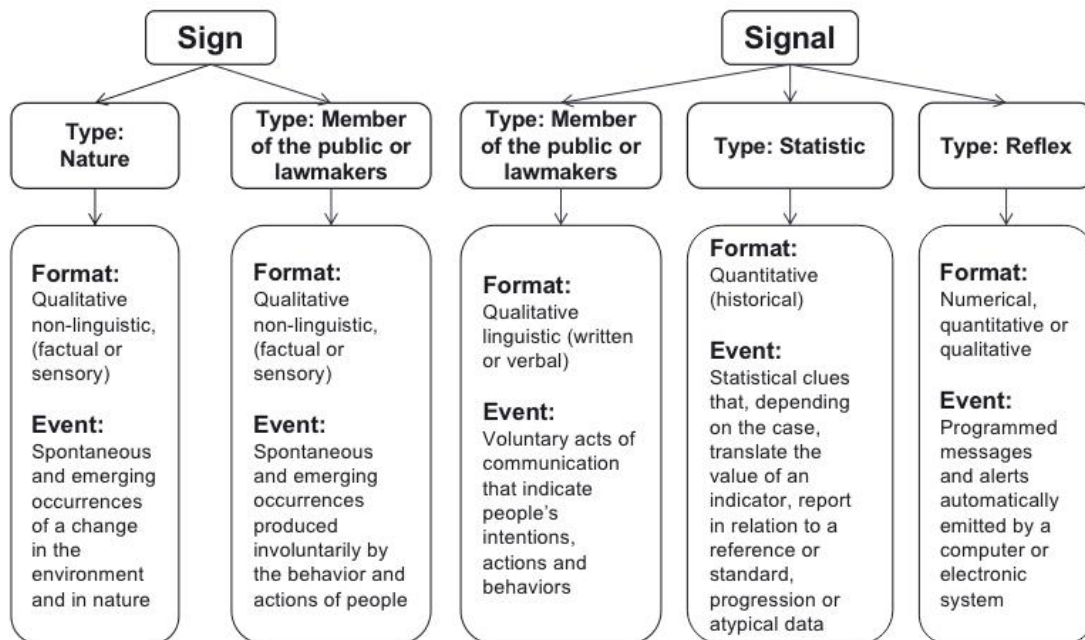 Sign
Signal
Type:
Nature
Type: Member
of the public or
lawmakers
Type: Member
of the public or
lawmakers
Type: Statistic
Type: Reflex
Format:
Qualitative
non-linguistic,
(factual or
sensory)
Event:
Spontaneous
and emerging
occurrences
of a change
in the
environment
and in nature
Format:
Qualitative
non-linguistic,
(factual or
sensory)
Event:
Spontaneous
and emerging
occurrences
produced
involuntarily by
the behavior and
actions of people
Format:
Qualitative
linguistic (written
or verbal)
Event:
Voluntary acts of
communication
that indicate
people's
intentions,
actions and
behaviors
Format:
Quantitative
(historical)
Event:
Statistical clues
that, depending
on the case,
translate the
value of an
indicator, report
in relation to a
reference or
standard,
progression or
atypical data
Format:
Numerical,
quantitative or
qualitative
Event:
Programmed
messages
and alerts
automatically
emitted by a
computer or
electronic
system